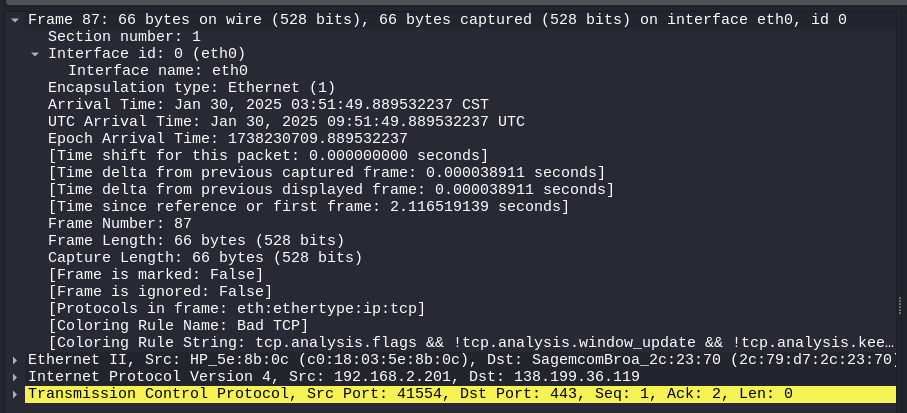 Frame 87: 66 bytes on wire (528 bits), 66 bytes captured (528 bits) on interface eth0, id 0
Section number: 1
Interface id: 0 (eth0)
Interface name: eth0
Encapsulation type: Ethernet (1)
Arrival Time: Jan 30, 2025 03:51:49.889532237 CST
UTC Arrival Time: Jan 30, 2025 09:51:49.889532237 UTC
Epoch Arrival Time: 1738230709.889532237
[Time shift for this packet: 0.000000000 seconds]
[Time delta from previous captured frame: 0.000038911 seconds]
[Time delta from previous displayed frame: 0.000038911 seconds]
[Time since reference or first frame: 2.116519139 seconds]
Frame Number: 87
Frame Length: 66 bytes (528 bits)
Capture Length: 66 bytes (528 bits)
[Frame is marked: False]
[Frame is ignored: False]
[Protocols in frame: eth:ethertype:ip:tcp]
[Coloring Rule Name: Bad TCP]
[Coloring Rule String: tcp.analysis.flags && !tcp.analysis.window_update && !tcp.analysis.kee…
Ethernet II, Src: HP_5e:8b:0c (c0:18:03:5e:8b:0c), Dst: SagemcomBroa_2c:23:70 (2c:79:d7:2c:23:70)
Internet Protocol Version 4, Src: 192.168.2.201, Dst: 138.199.36.119
Transmission Control Protocol, Src Port: 41554, Dst Port: 443, Seq: 1, Ack: 2, Len: 0